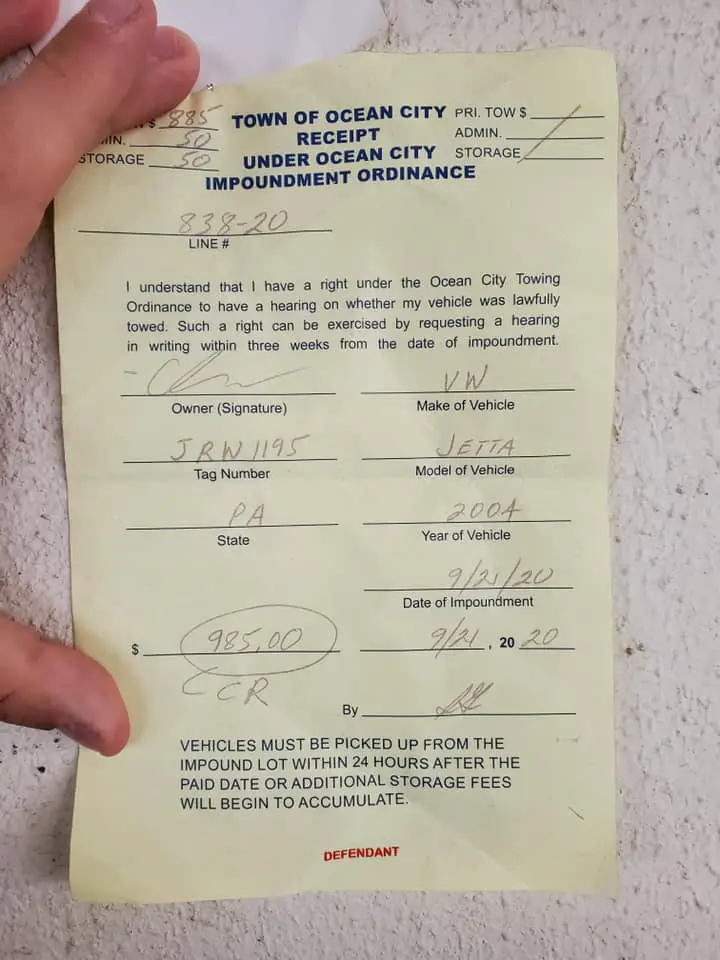 $ 885 TOWN OF OCEAN CITY PRI. TOW $
MIN. 50 RECEIPT ADMIN.
STORAGE 50 UNDER OCEAN CITY STORAGE
IMPOUNDMENT ORDINANCE
838-20
LINE #
I understand that I have a right under the Ocean City Towing
Ordinance to have a hearing on whether my vehicle was lawfully
towed. Such a right can be exercised by requesting a hearing
in writing within three weeks from the date of impoundment.
VW
Owner (Signature) Make of Vehicle
JRW1195 JETTA
Tag Number Model of Vehicle
PA 2004
State Year of Vehicle
9/21/20
Date of Impoundment
$ 985.00 9/21, 20 20
CCR
By
VEHICLES MUST BE PICKED UP FROM THE
IMPOUND LOT WITHIN 24 HOURS AFTER THE
PAID DATE OR ADDITIONAL STORAGE FEES
WILL BEGIN TO ACCUMULATE.
DEFENDANT